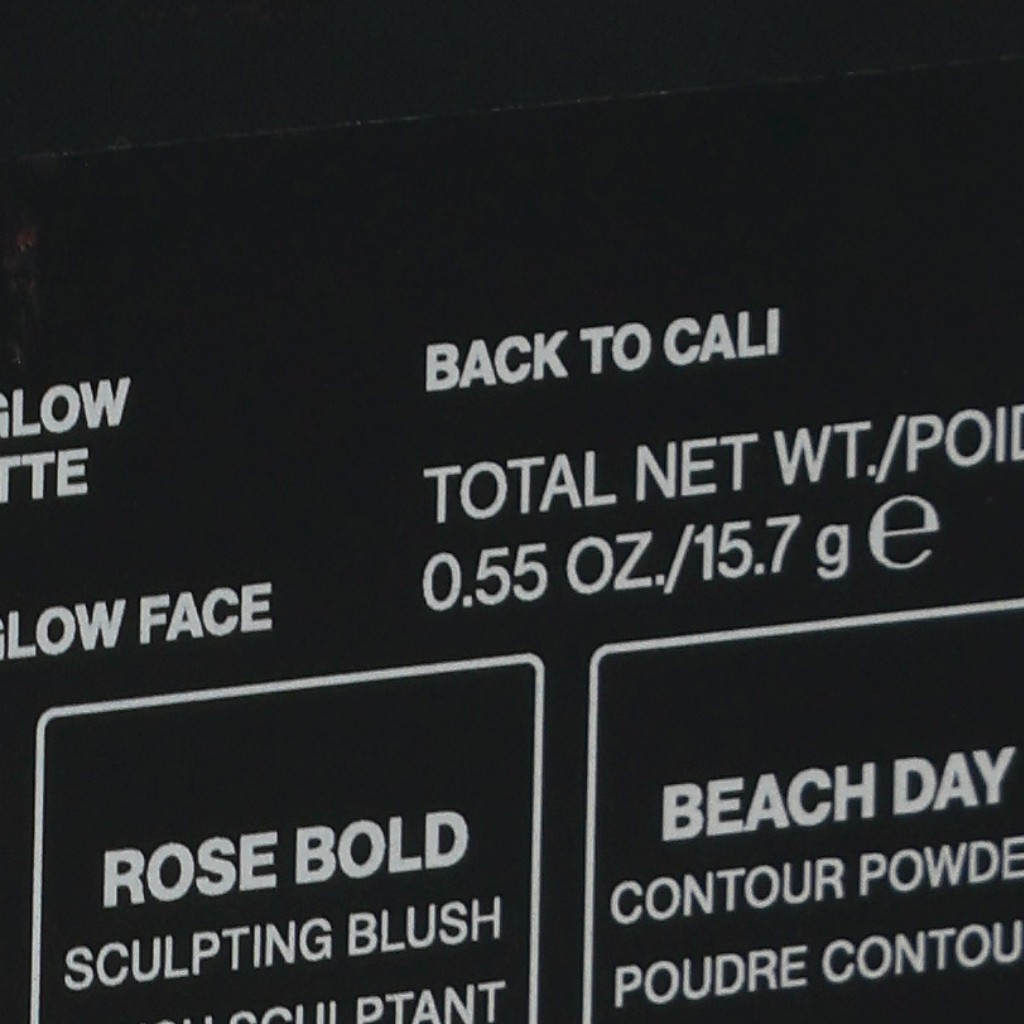 GLOW
BACK TO CALI
TOTAL NET WT./POID
0.55 OZ./15.7 g ℮
GLOW FACE
ROSE BOLD
SCULPTING BLUSH
SCULPTANT
BEACH DAY
CONTOUR POWDE
POUDRE CONTOU